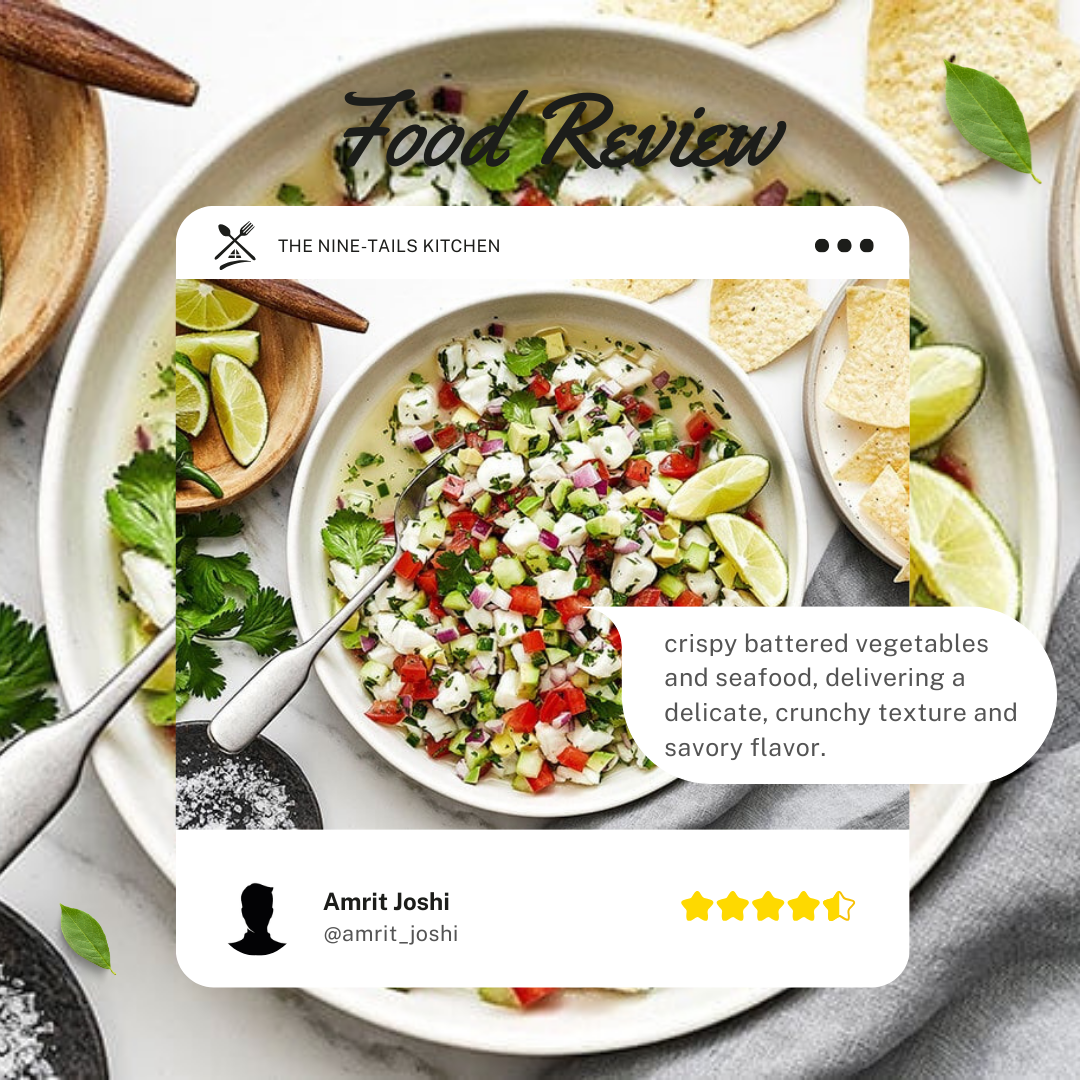 Food Review
THE NINE-TAILS KITCHEN
crispy battered vegetables
and seafood, delivering a
delicate, crunchy texture and
savory flavor.
Amrit Joshi
@amrit_joshi